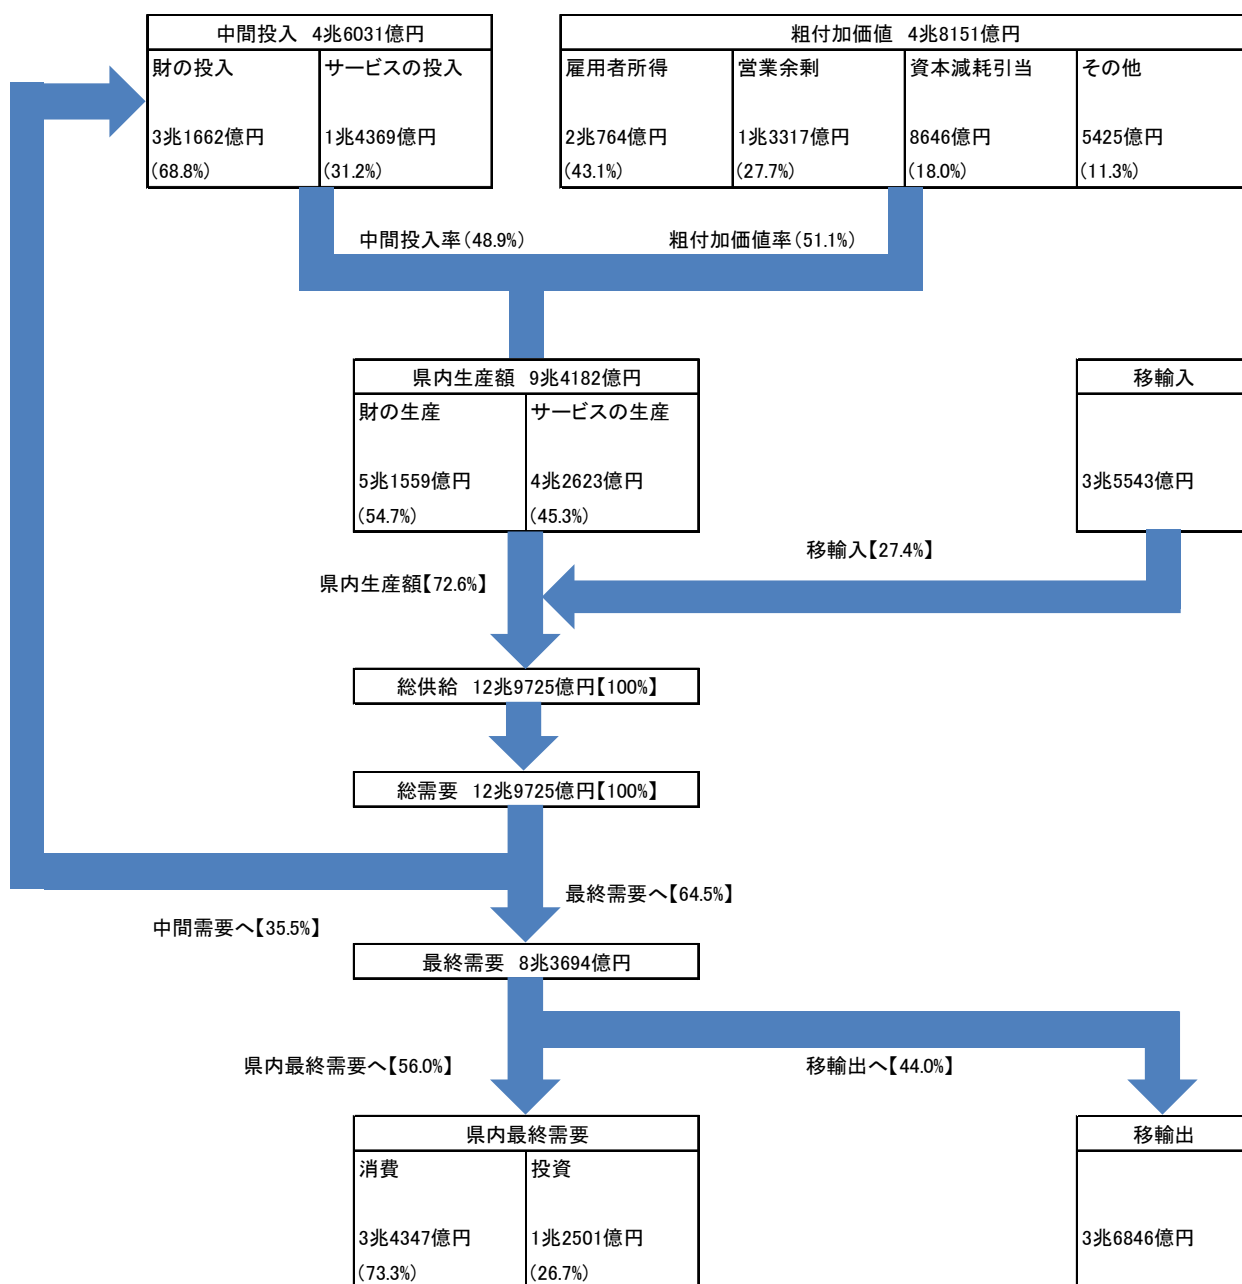 中間投入 4兆6031億円
粗付加価値 4兆8151億円
財の投入
サービスの投入
雇用者所得
営業余剰
資本減耗引当
その他
3兆1662億円
1兆4369億円
2兆764億円
1兆3317億円
8646億円
5425億円
(68.8%)
(31.2%)
(43.1%)
(27.7%)
(18.0%)
(11.3%)
中間投入率(48.9%)
粗付加価値率(51.1%)
県内生産額 9兆4182億円
移輸入
財の生産
サービスの生産
5兆1559億円
4兆2623億円
3兆5543億円
(54.7%)
(45.3%)
移輸入【27.4%】
県内生産額【72.6%】
総供給 12兆9725億円【100%】
総需要 12兆9725億円【100%】
最終需要へ【64.5%】
中間需要へ【35.5%】
最終需要 8兆3694億円
県内最終需要へ【56.0%】
移輸出へ【44.0%】
県内最終需要
移輸出
消費
投資
3兆4347億円
1兆2501億円
3兆6846億円
(73.3%)
(26.7%)